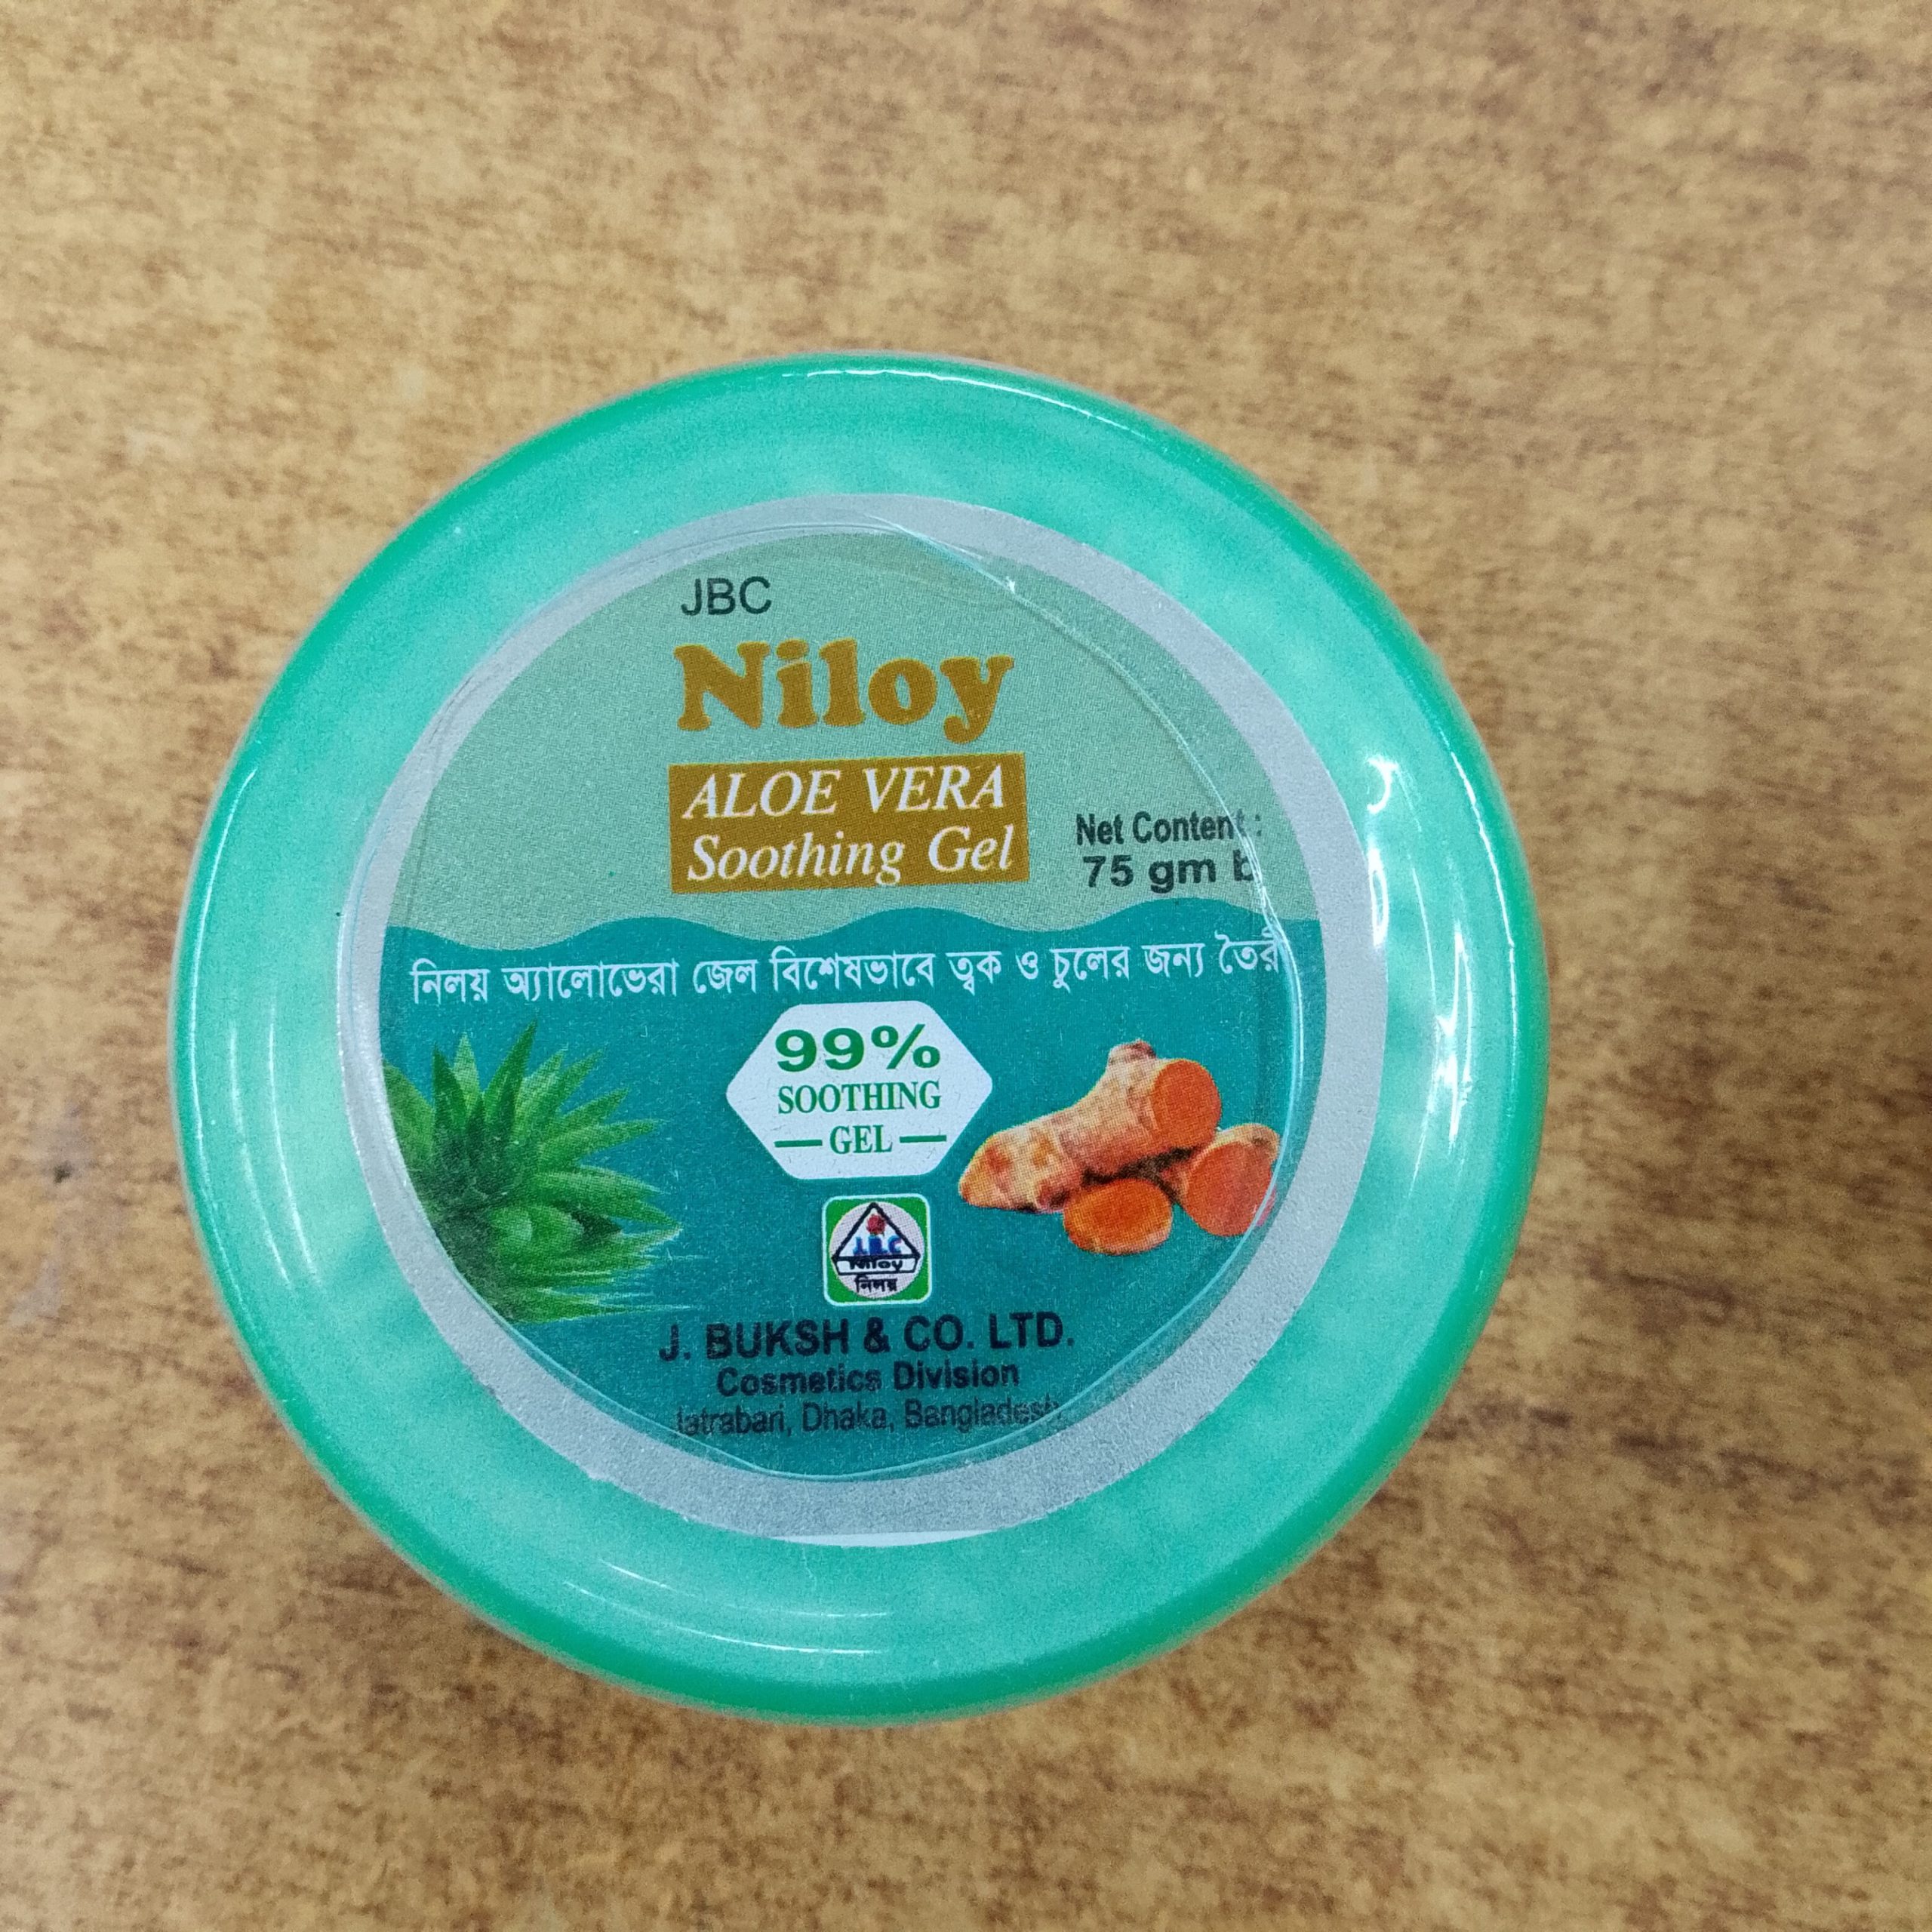 JBC
Niloy
ALOE VERA
Soothing Gel
Net Content :
75 gm
নিলয় অ্যালোভেরা জেল বিশেষভাবে ত্বক ও চুলের জন্য তৈরী
99%
SOOTHING
GEL
J.B.C
Niloy
নিলয়
J. BUKSH & CO. LTD.
Cosmetics Division
Jatrabari, Dhaka, Bangladesh